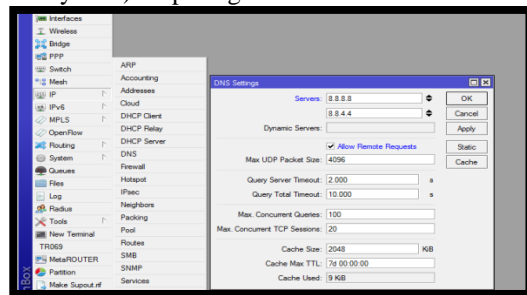 Interfaces
Wireless
Bridge
PPP
Switch
Mesh
IP
IPv6
MPLS
OpenFlow
Routing
System
Queues
Files
Log
Radius
Tools
New Terminal
TR069
MetaROUTER
Partition
Make Supout.rif
nBox
ARP
Accounting
Addresses
Cloud
DHCP Client
DHCP Relay
DHCP Server
DNS
Firewall
Hotspot
IPsec
Neighbors
Packing
Pool
Routes
SMB
SNMP
Services
DNS Settings
Servers: 8.8.8.8
8.8.4.4
Dynamic Servers:
Allow Remote Requests
Max UDP Packet Size: 4096
Query Server Timeout: 2.000 s
Query Total Timeout: 10.000 s
Max. Concurrent Queries: 100
Max. Concurrent TCP Sessions: 20
Cache Size: 2048 KiB
Cache Max TTL: 7d 00:00:00
Cache Used: 9 KiB
OK
Cancel
Apply
Static
Cache